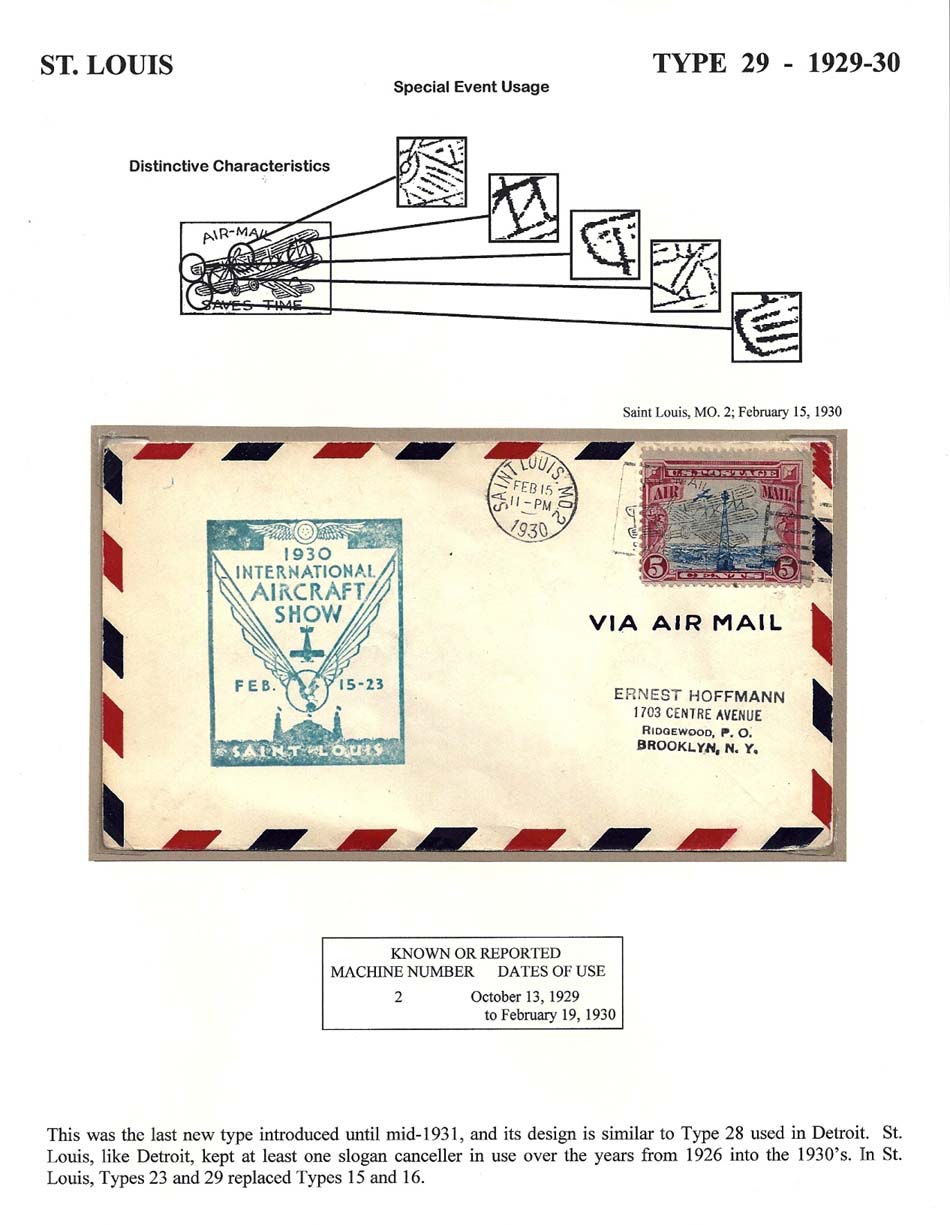 ST. LOUIS
TYPE 29 - 1929-30
Special Event Usage
Distinctive Characteristics
AIR-MAIL
SAVES TIME
Saint Louis, MO. 2; February 15, 1930
SAINT LOUIS, MO. 2
FEB 15
11-PM
1930
U.S. POSTAGE
AIR MAIL
5 CENTS 5
1930
INTERNATIONAL
AIRCRAFT
SHOW
FEB. 15-23
SAINT LOUIS
VIA AIR MAIL
ERNEST HOFFMANN
1703 CENTRE AVENUE
RIDGEWOOD, P. O.
BROOKLYN, N. Y.
KNOWN OR REPORTED
MACHINE NUMBER DATES OF USE
2 October 13, 1929
to February 19, 1930
This was the last new type introduced until mid-1931, and its design is similar to Type 28 used in Detroit. St.
Louis, like Detroit, kept at least one slogan canceller in use over the years from 1926 into the 1930's. In St.
Louis, Types 23 and 29 replaced Types 15 and 16.